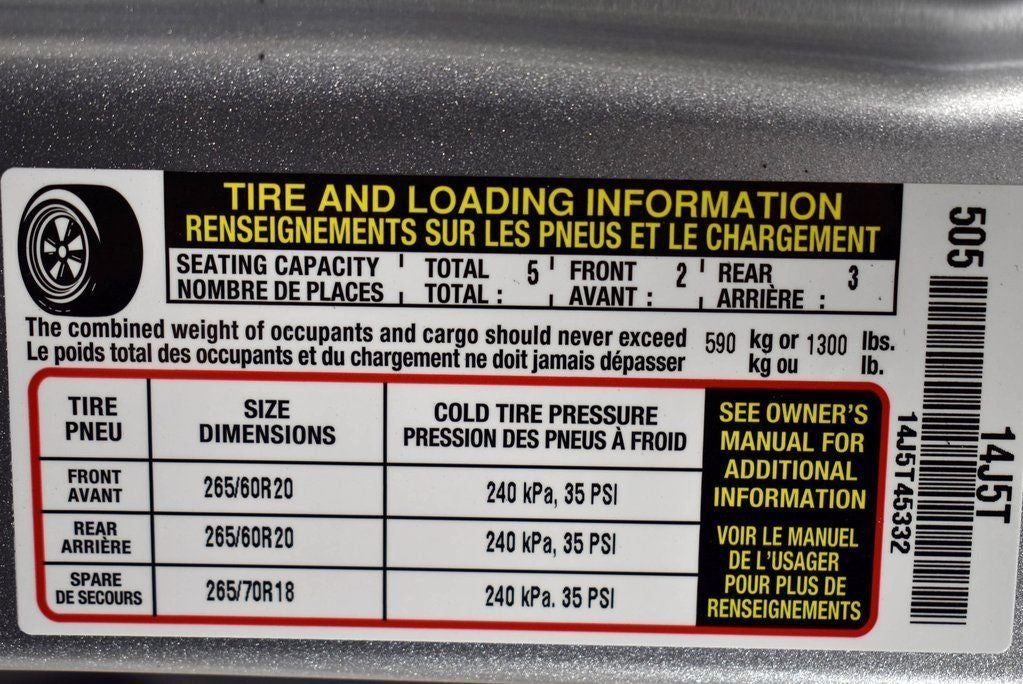 TIRE AND LOADING INFORMATION
RENSEIGNEMENTS SUR LES PNEUS ET LE CHARGEMENT
SEATING CAPACITY TOTAL 5 FRONT 2 REAR 3
NOMBRE DE PLACES TOTAL : AVANT : ARRIÈRE :
The combined weight of occupants and cargo should never exceed 590 kg or 1300 lbs.
Le poids total des occupants et du chargement ne doit jamais dépasser kg ou lb.
TIRE SIZE COLD TIRE PRESSURE
PNEU DIMENSIONS PRESSION DES PNEUS À FROID
FRONT
AVANT 265/60R20 240 kPa, 35 PSI
REAR
ARRIÈRE 265/60R20 240 kPa, 35 PSI
SPARE
DE SECOURS 265/70R18 240 kPa. 35 PSI
SEE OWNER'S
MANUAL FOR
ADDITIONAL
INFORMATION
VOIR LE MANUEL
DE L'USAGER
POUR PLUS DE
RENSEIGNEMENTS
505
14J5T
14J5T45332